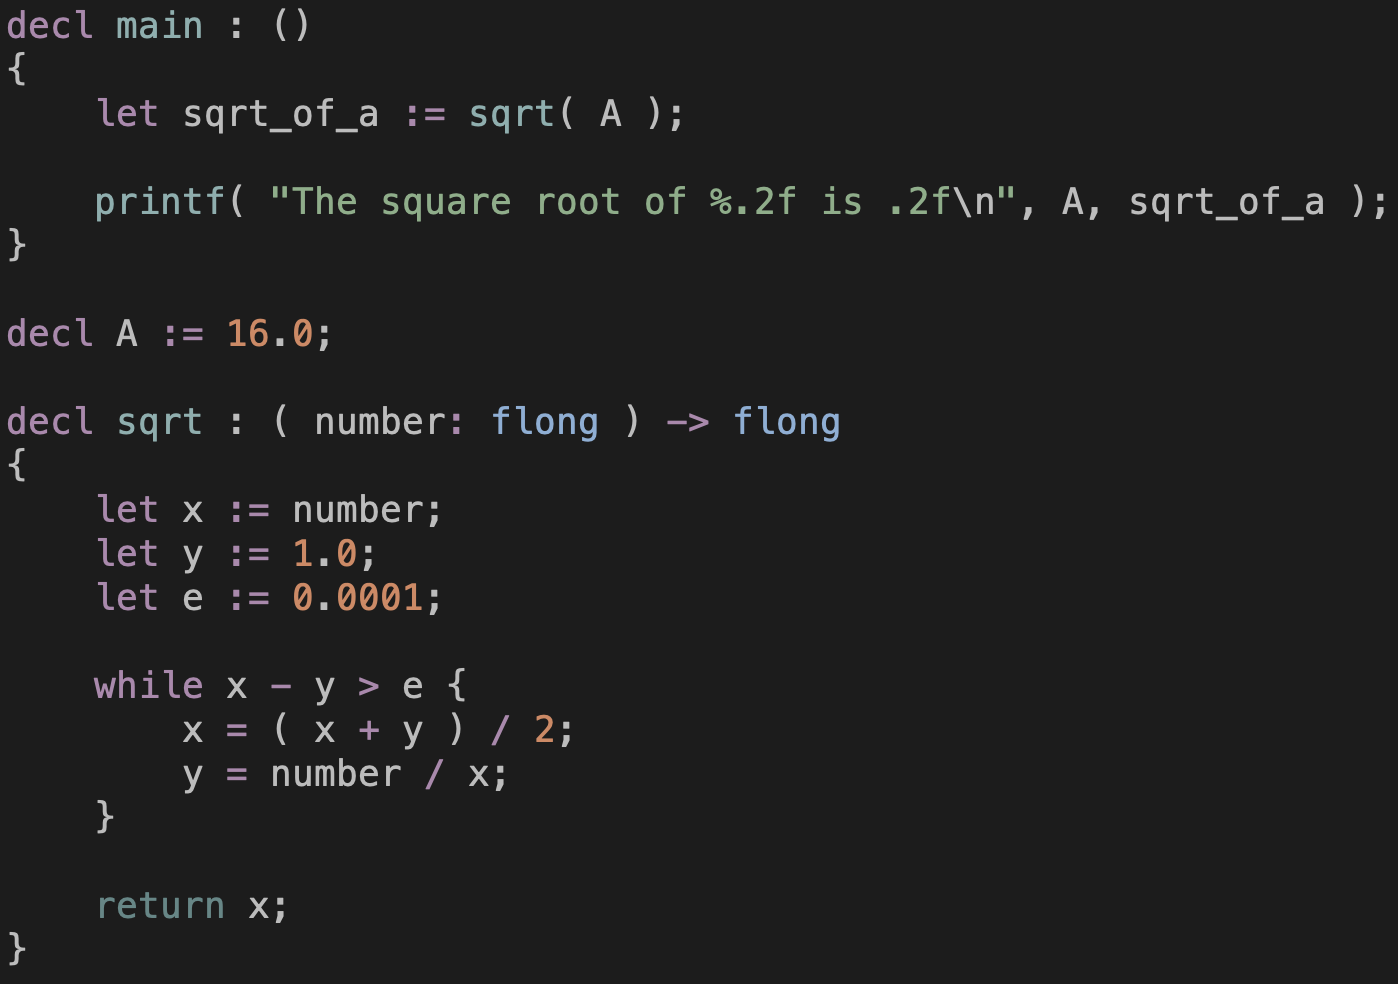 decl main : ()
{
    let sqrt_of_a := sqrt( A );

    printf( "The square root of %.2f is .2f\n", A, sqrt_of_a );
}

decl A := 16.0;

decl sqrt : ( number: flong ) -> flong
{
    let x := number;
    let y := 1.0;
    let e := 0.0001;

    while x - y > e {
        x = ( x + y ) / 2;
        y = number / x;
    }

    return x;
}